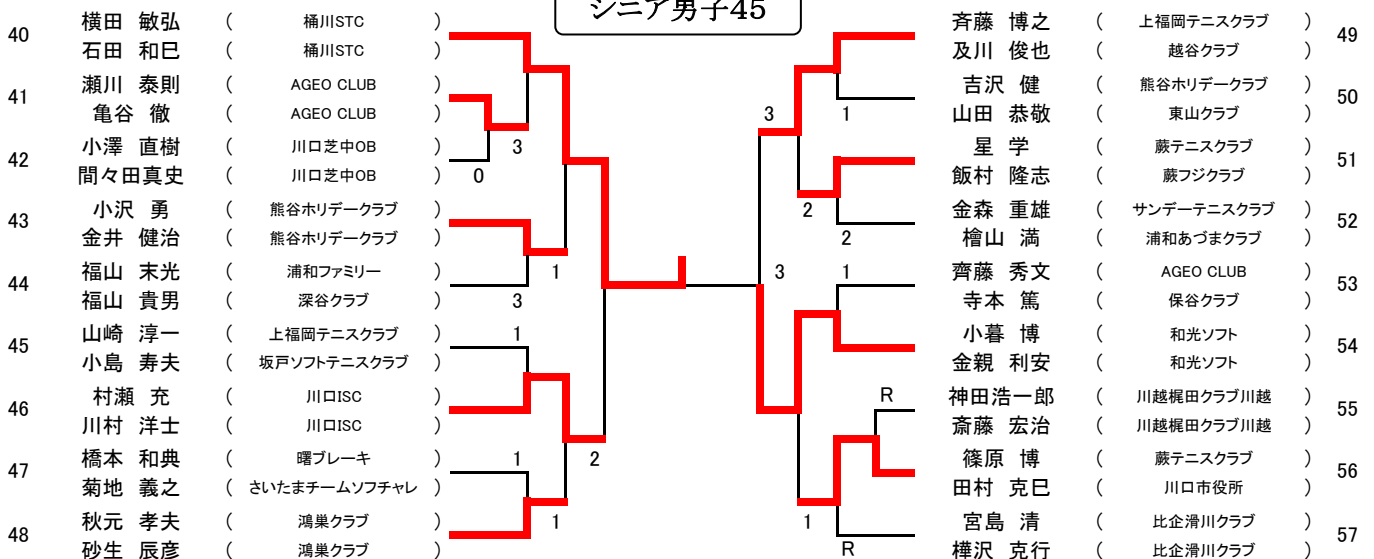 シニア男子45
40 横田 敏弘 ( 桶川STC )
石田 和巳 ( 桶川STC )
41 瀬川 泰則 ( AGEO CLUB )
亀谷 徹 ( AGEO CLUB )
42 小澤 直樹 ( 川口芝中OB )
間々田真史 ( 川口芝中OB )
43 小沢 勇 ( 熊谷ホリデークラブ )
金井 健治 ( 熊谷ホリデークラブ )
44 福山 末光 ( 浦和ファミリー )
福山 貴男 ( 深谷クラブ )
45 山崎 淳一 ( 上福岡テニスクラブ )
小島 寿夫 ( 坂戸ソフトテニスクラブ )
46 村瀬 充 ( 川口ISC )
川村 洋士 ( 川口ISC )
47 橋本 和典 ( 曙ブレーキ )
菊地 義之 ( さいたまチームソフチャレ )
48 秋元 孝夫 ( 鴻巣クラブ )
砂生 辰彦 ( 鴻巣クラブ )
3
0
1
3
1
2
1
1
斉藤 博之 ( 上福岡テニスクラブ ) 49
及川 俊也 ( 越谷クラブ )
吉沢 健 ( 熊谷ホリデークラブ ) 50
山田 恭敬 ( 東山クラブ )
星 学 ( 蕨テニスクラブ ) 51
飯村 隆志 ( 蕨フジクラブ )
金森 重雄 ( サンデーテニスクラブ ) 52
檜山 満 ( 浦和あづまクラブ )
齊藤 秀文 ( AGEO CLUB ) 53
寺本 篤 ( 保谷クラブ )
小暮 博 ( 和光ソフト ) 54
金親 利安 ( 和光ソフト )
神田浩一郎 ( 川越梶田クラブ川越 ) 55
斎藤 宏治 ( 川越梶田クラブ川越 )
篠原 博 ( 蕨テニスクラブ ) 56
田村 克巳 ( 川口市役所 )
宮島 清 ( 比企滑川クラブ ) 57
樺沢 克行 ( 比企滑川クラブ )
3
1
2
2
3
1
R
1
R